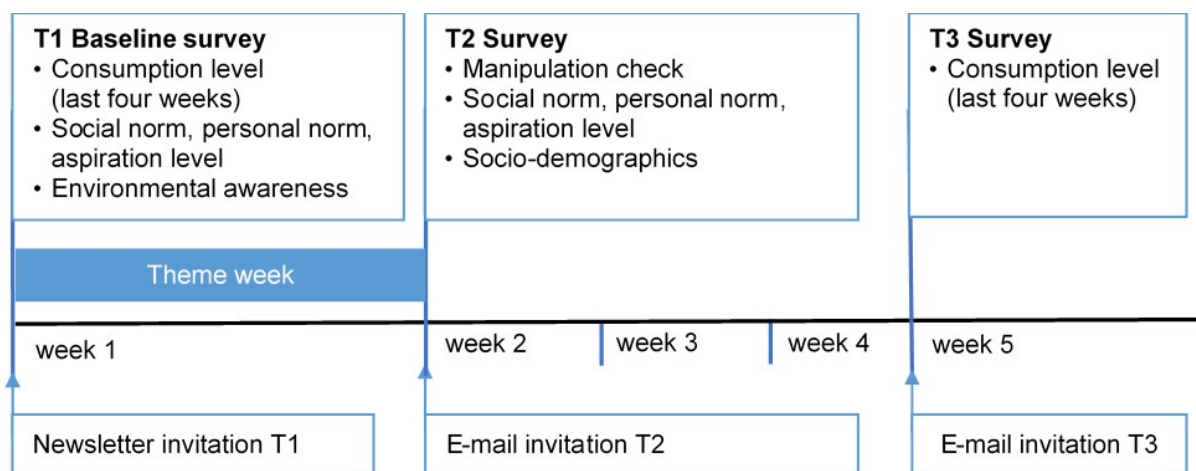 T1 Baseline survey
• Consumption level
(last four weeks)
• Social norm, personal norm,
aspiration level
• Environmental awareness
T2 Survey
• Manipulation check
• Social norm, personal norm,
aspiration level
• Socio-demographics
T3 Survey
• Consumption level
(last four weeks)
Theme week
week 1
week 2
week 3
week 4
week 5
Newsletter invitation T1
E-mail invitation T2
E-mail invitation T3